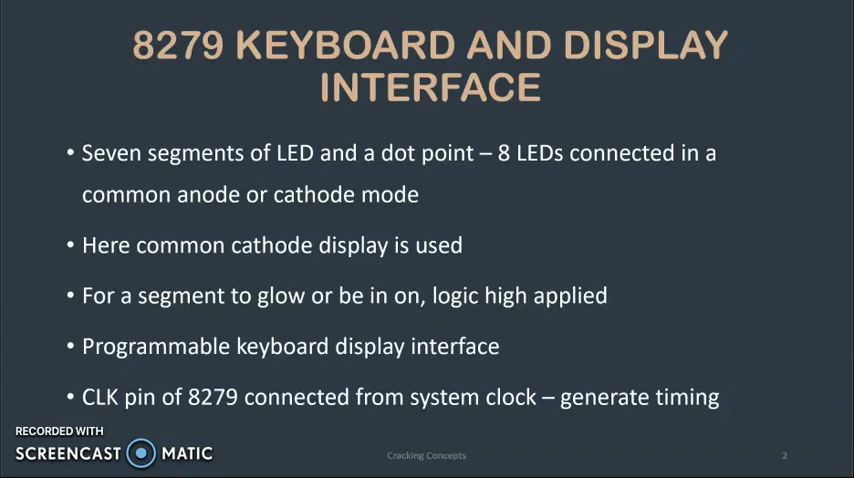 8279 KEYBOARD AND DISPLAY
INTERFACE
• Seven segments of LED and a dot point – 8 LEDs connected in a
common anode or cathode mode
• Here common cathode display is used
• For a segment to glow or be in on, logic high applied
• Programmable keyboard display interface
• CLK pin of 8279 connected from system clock – generate timing
RECORDED WITH
SCREENCAST MATIC
Cracking Concepts
2